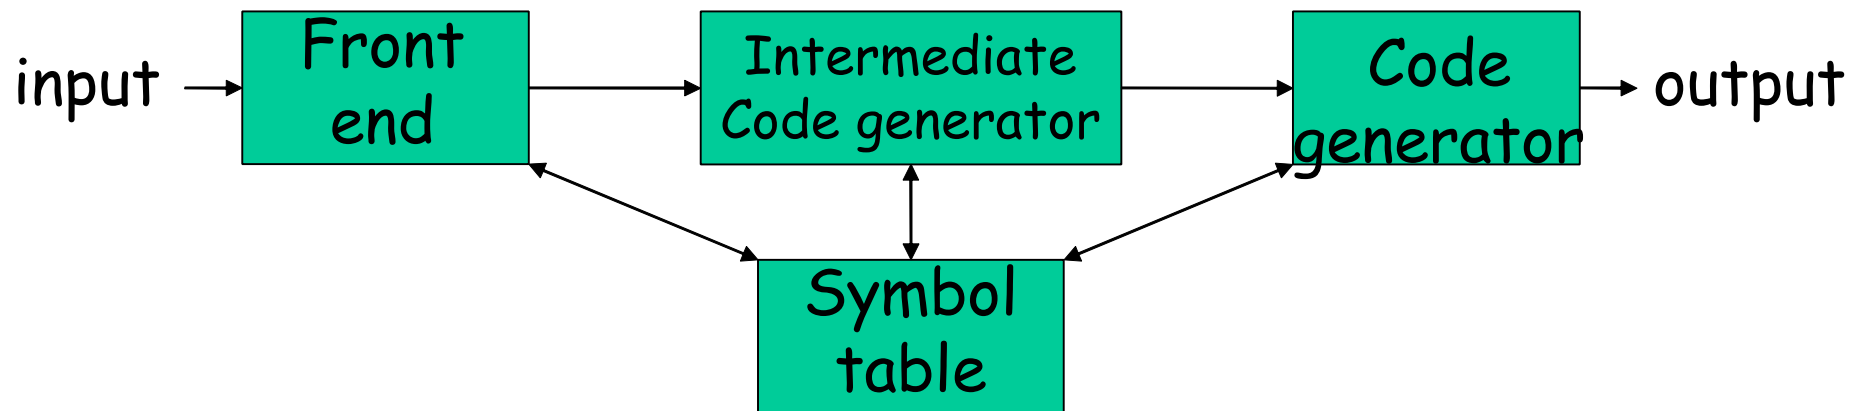 input
Front
end
Intermediate
Code generator
Code
generator
output
Symbol
table